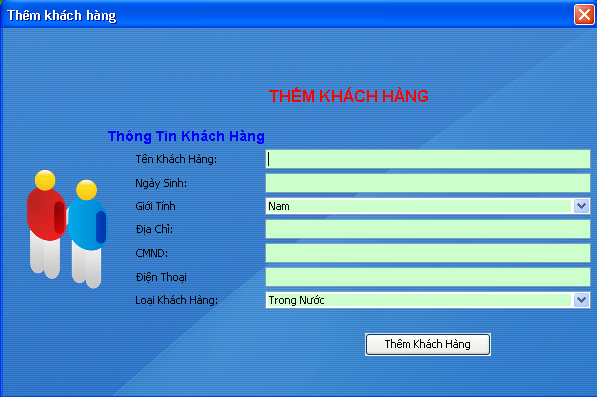 Thêm khách hàng
THÊM KHÁCH HÀNG
Thông Tin Khách Hàng
Tên Khách Hàng:
Ngày Sinh:
Giới Tính Nam
Địa Chỉ:
CMND:
Điện Thoại
Loại Khách Hàng: Trong Nước
Thêm Khách Hàng